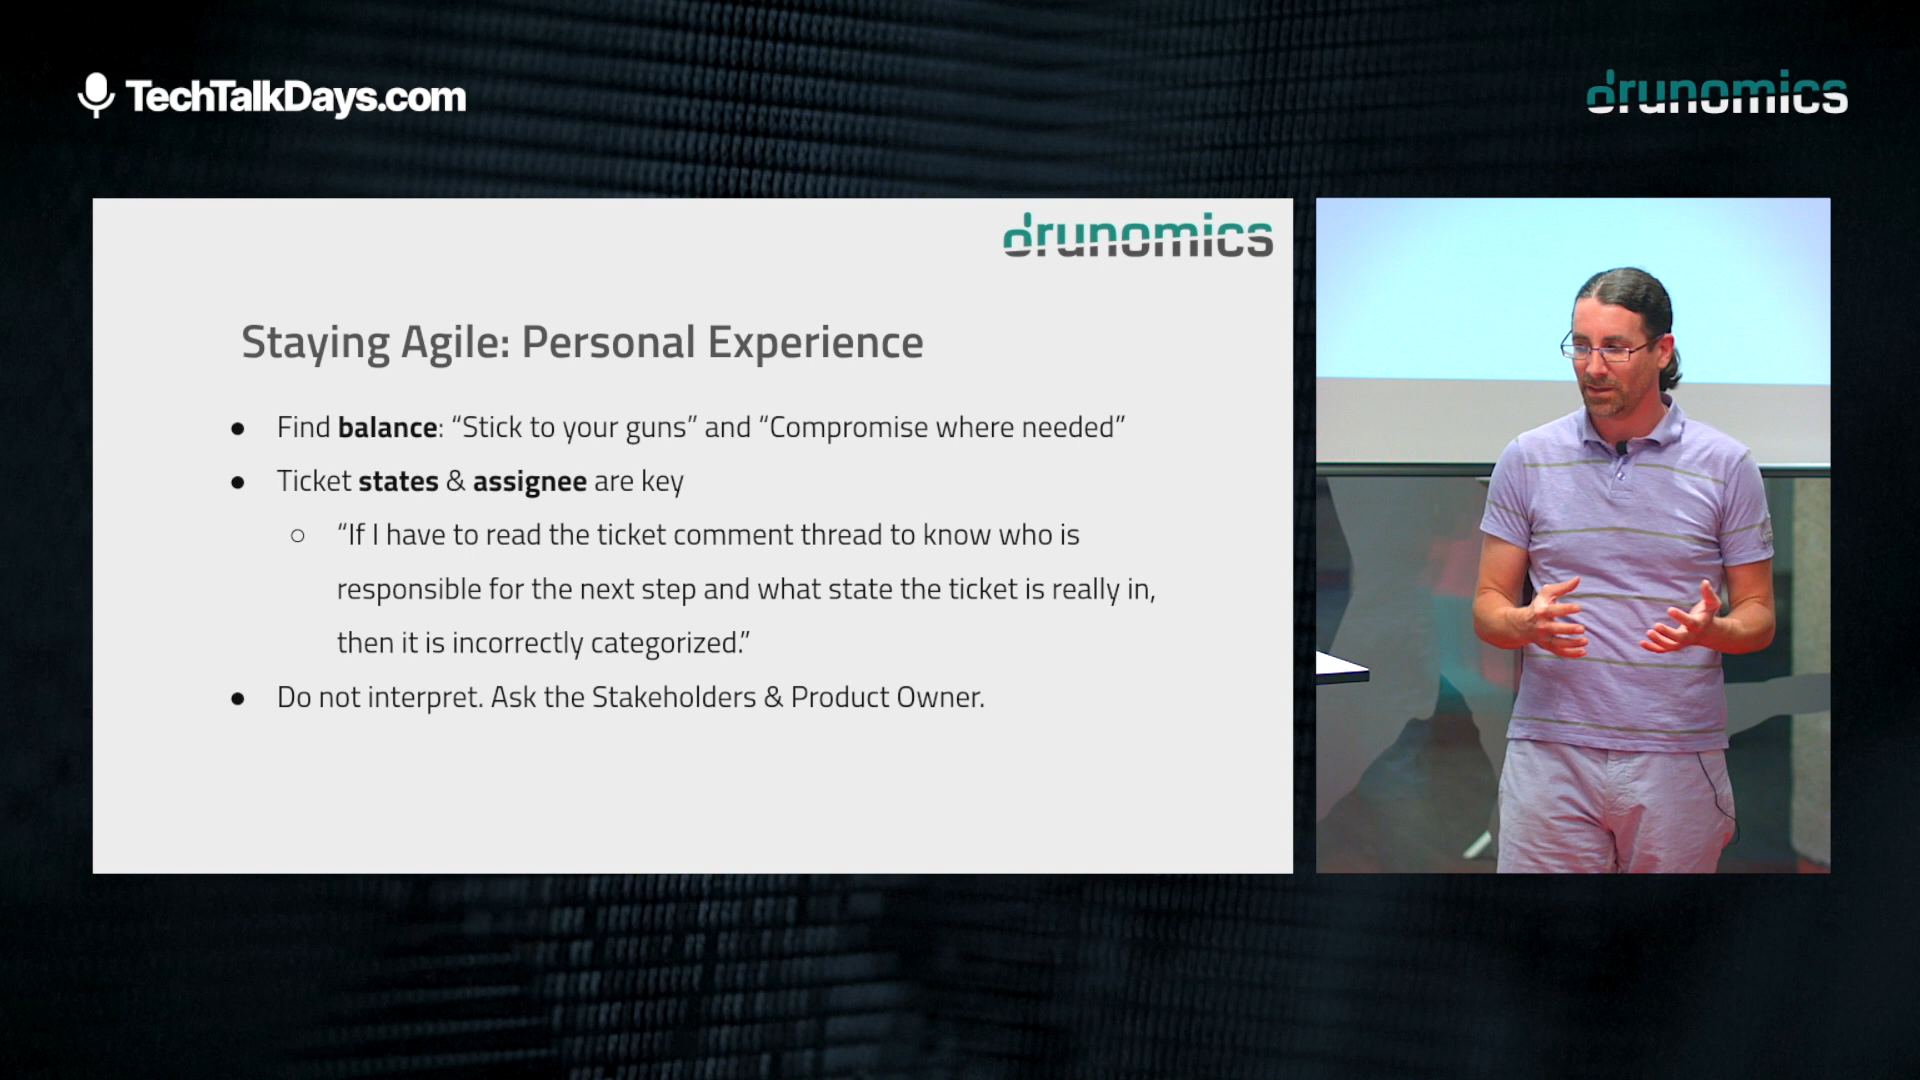 TechTalkDays.com
drunomics
drunomics
Staying Agile: Personal Experience
● Find balance: “Stick to your guns” and “Compromise where needed”
● Ticket states & assignee are key
○ “If I have to read the ticket comment thread to know who is
responsible for the next step and what state the ticket is really in,
then it is incorrectly categorized.”
● Do not interpret. Ask the Stakeholders & Product Owner.